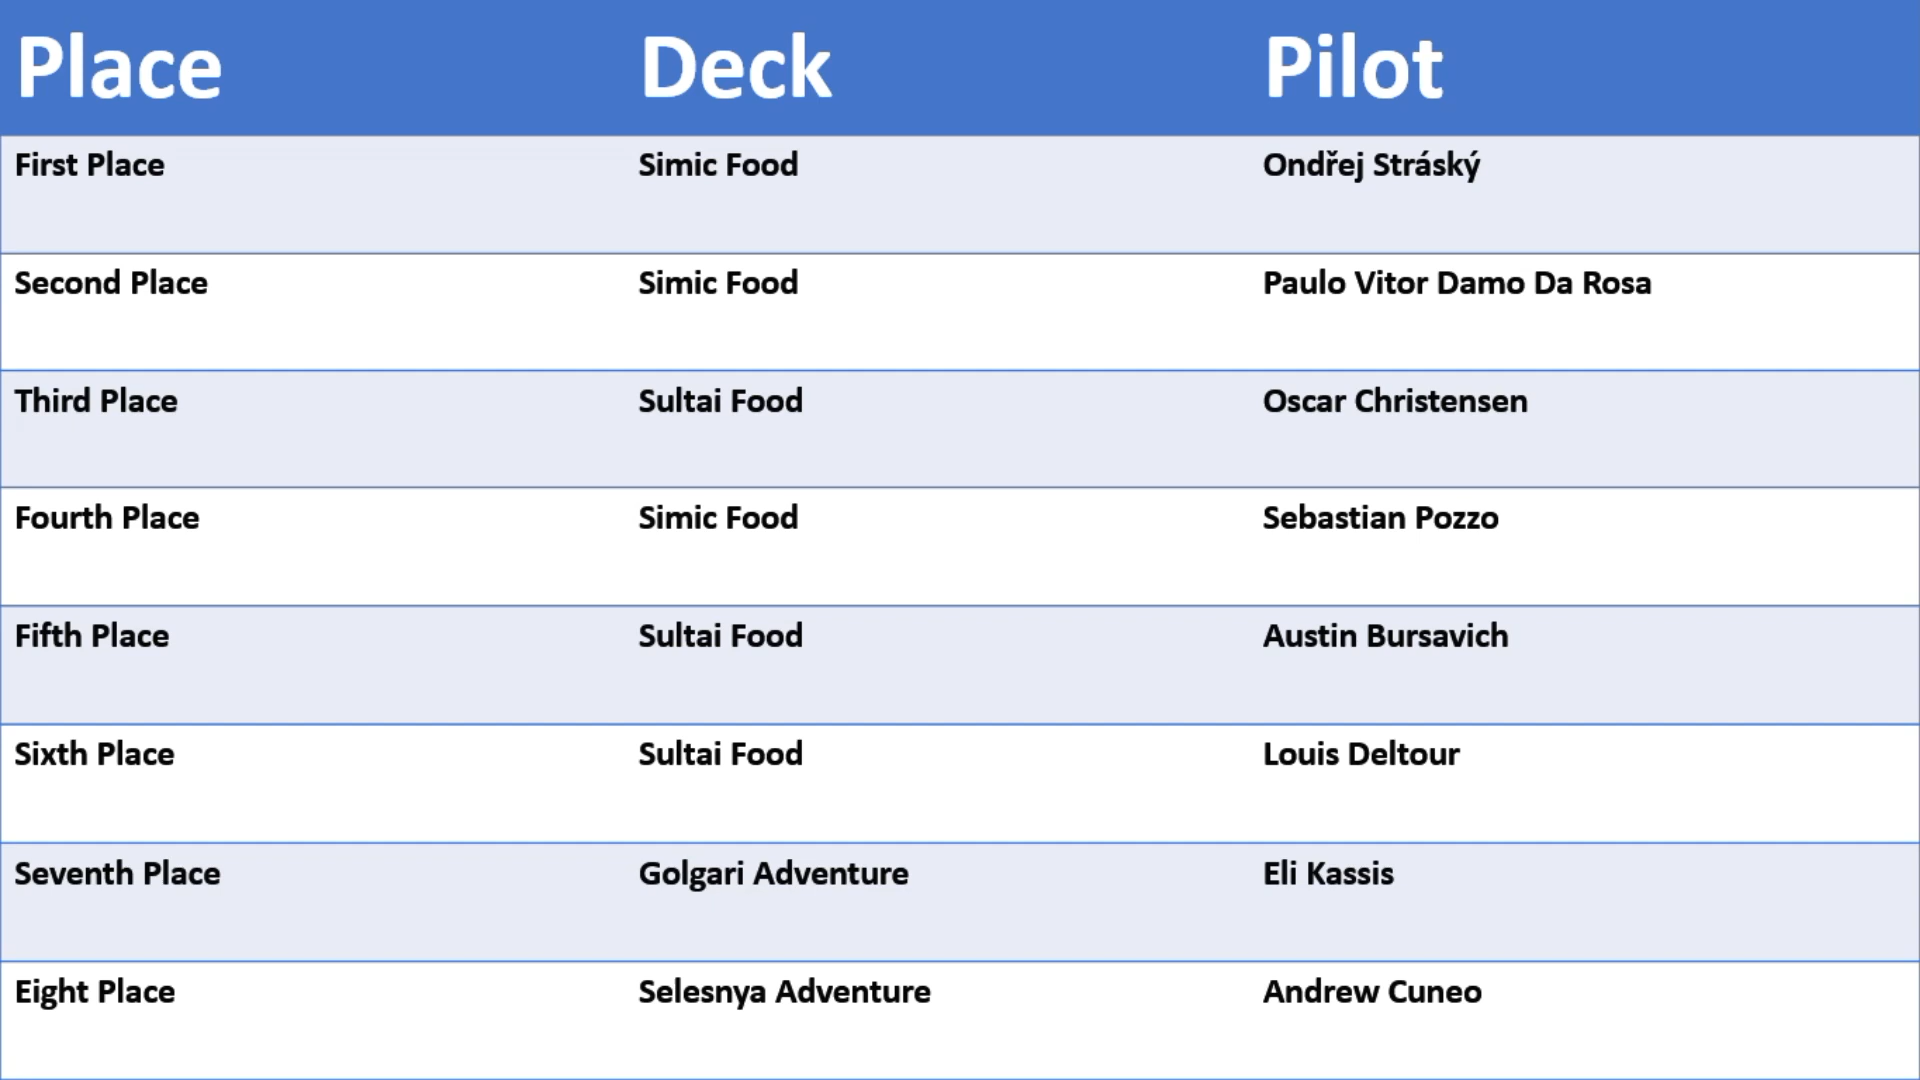 Place Deck Pilot
First Place Simic Food Ondřej Stráský
Second Place Simic Food Paulo Vitor Damo Da Rosa
Third Place Sultai Food Oscar Christensen
Fourth Place Simic Food Sebastian Pozzo
Fifth Place Sultai Food Austin Bursavich
Sixth Place Sultai Food Louis Deltour
Seventh Place Golgari Adventure Eli Kassis
Eight Place Selesnya Adventure Andrew Cuneo